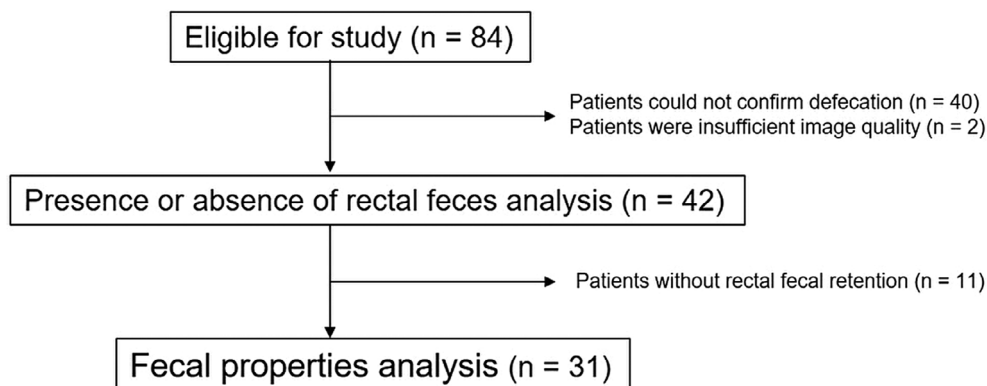 Eligible for study (n = 84)
Patients could not confirm defecation (n = 40)
Patients were insufficient image quality (n = 2)
Presence or absence of rectal feces analysis (n = 42)
Patients without rectal fecal retention (n = 11)
Fecal properties analysis (n = 31)